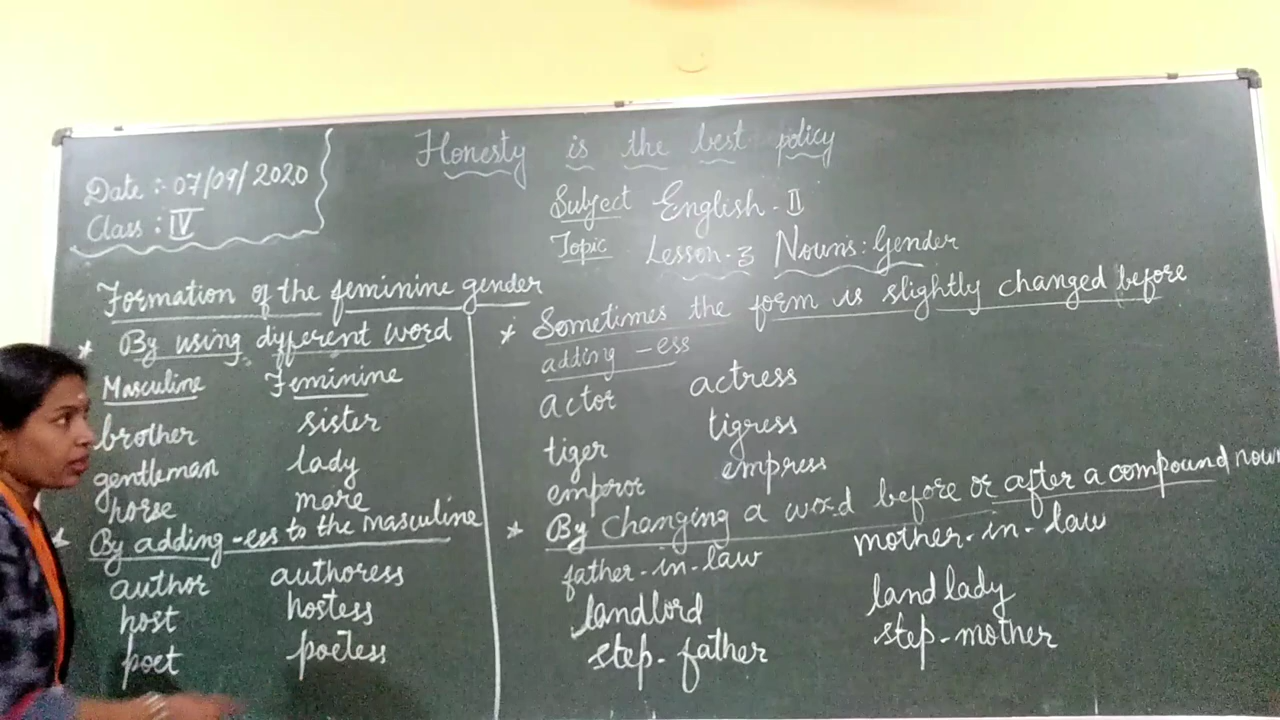 Honesty is the best policy
Date :- 07/09/2020
Class : IV
Subject English - II
Topic Lesson-3 Nouns: Gender
Formation of the feminine gender
* By using different word
Masculine Feminine
brother sister
gentleman lady
horse mare
* By adding -ess to the masculine
author authoress
host hostess
poet poetess
* Sometimes the form is slightly changed before
adding -ess
actor actress
tiger tigress
emperor empress
* By changing a word before or after a compound noun
father-in-law mother-in-law
landlord land lady
step-father step-mother